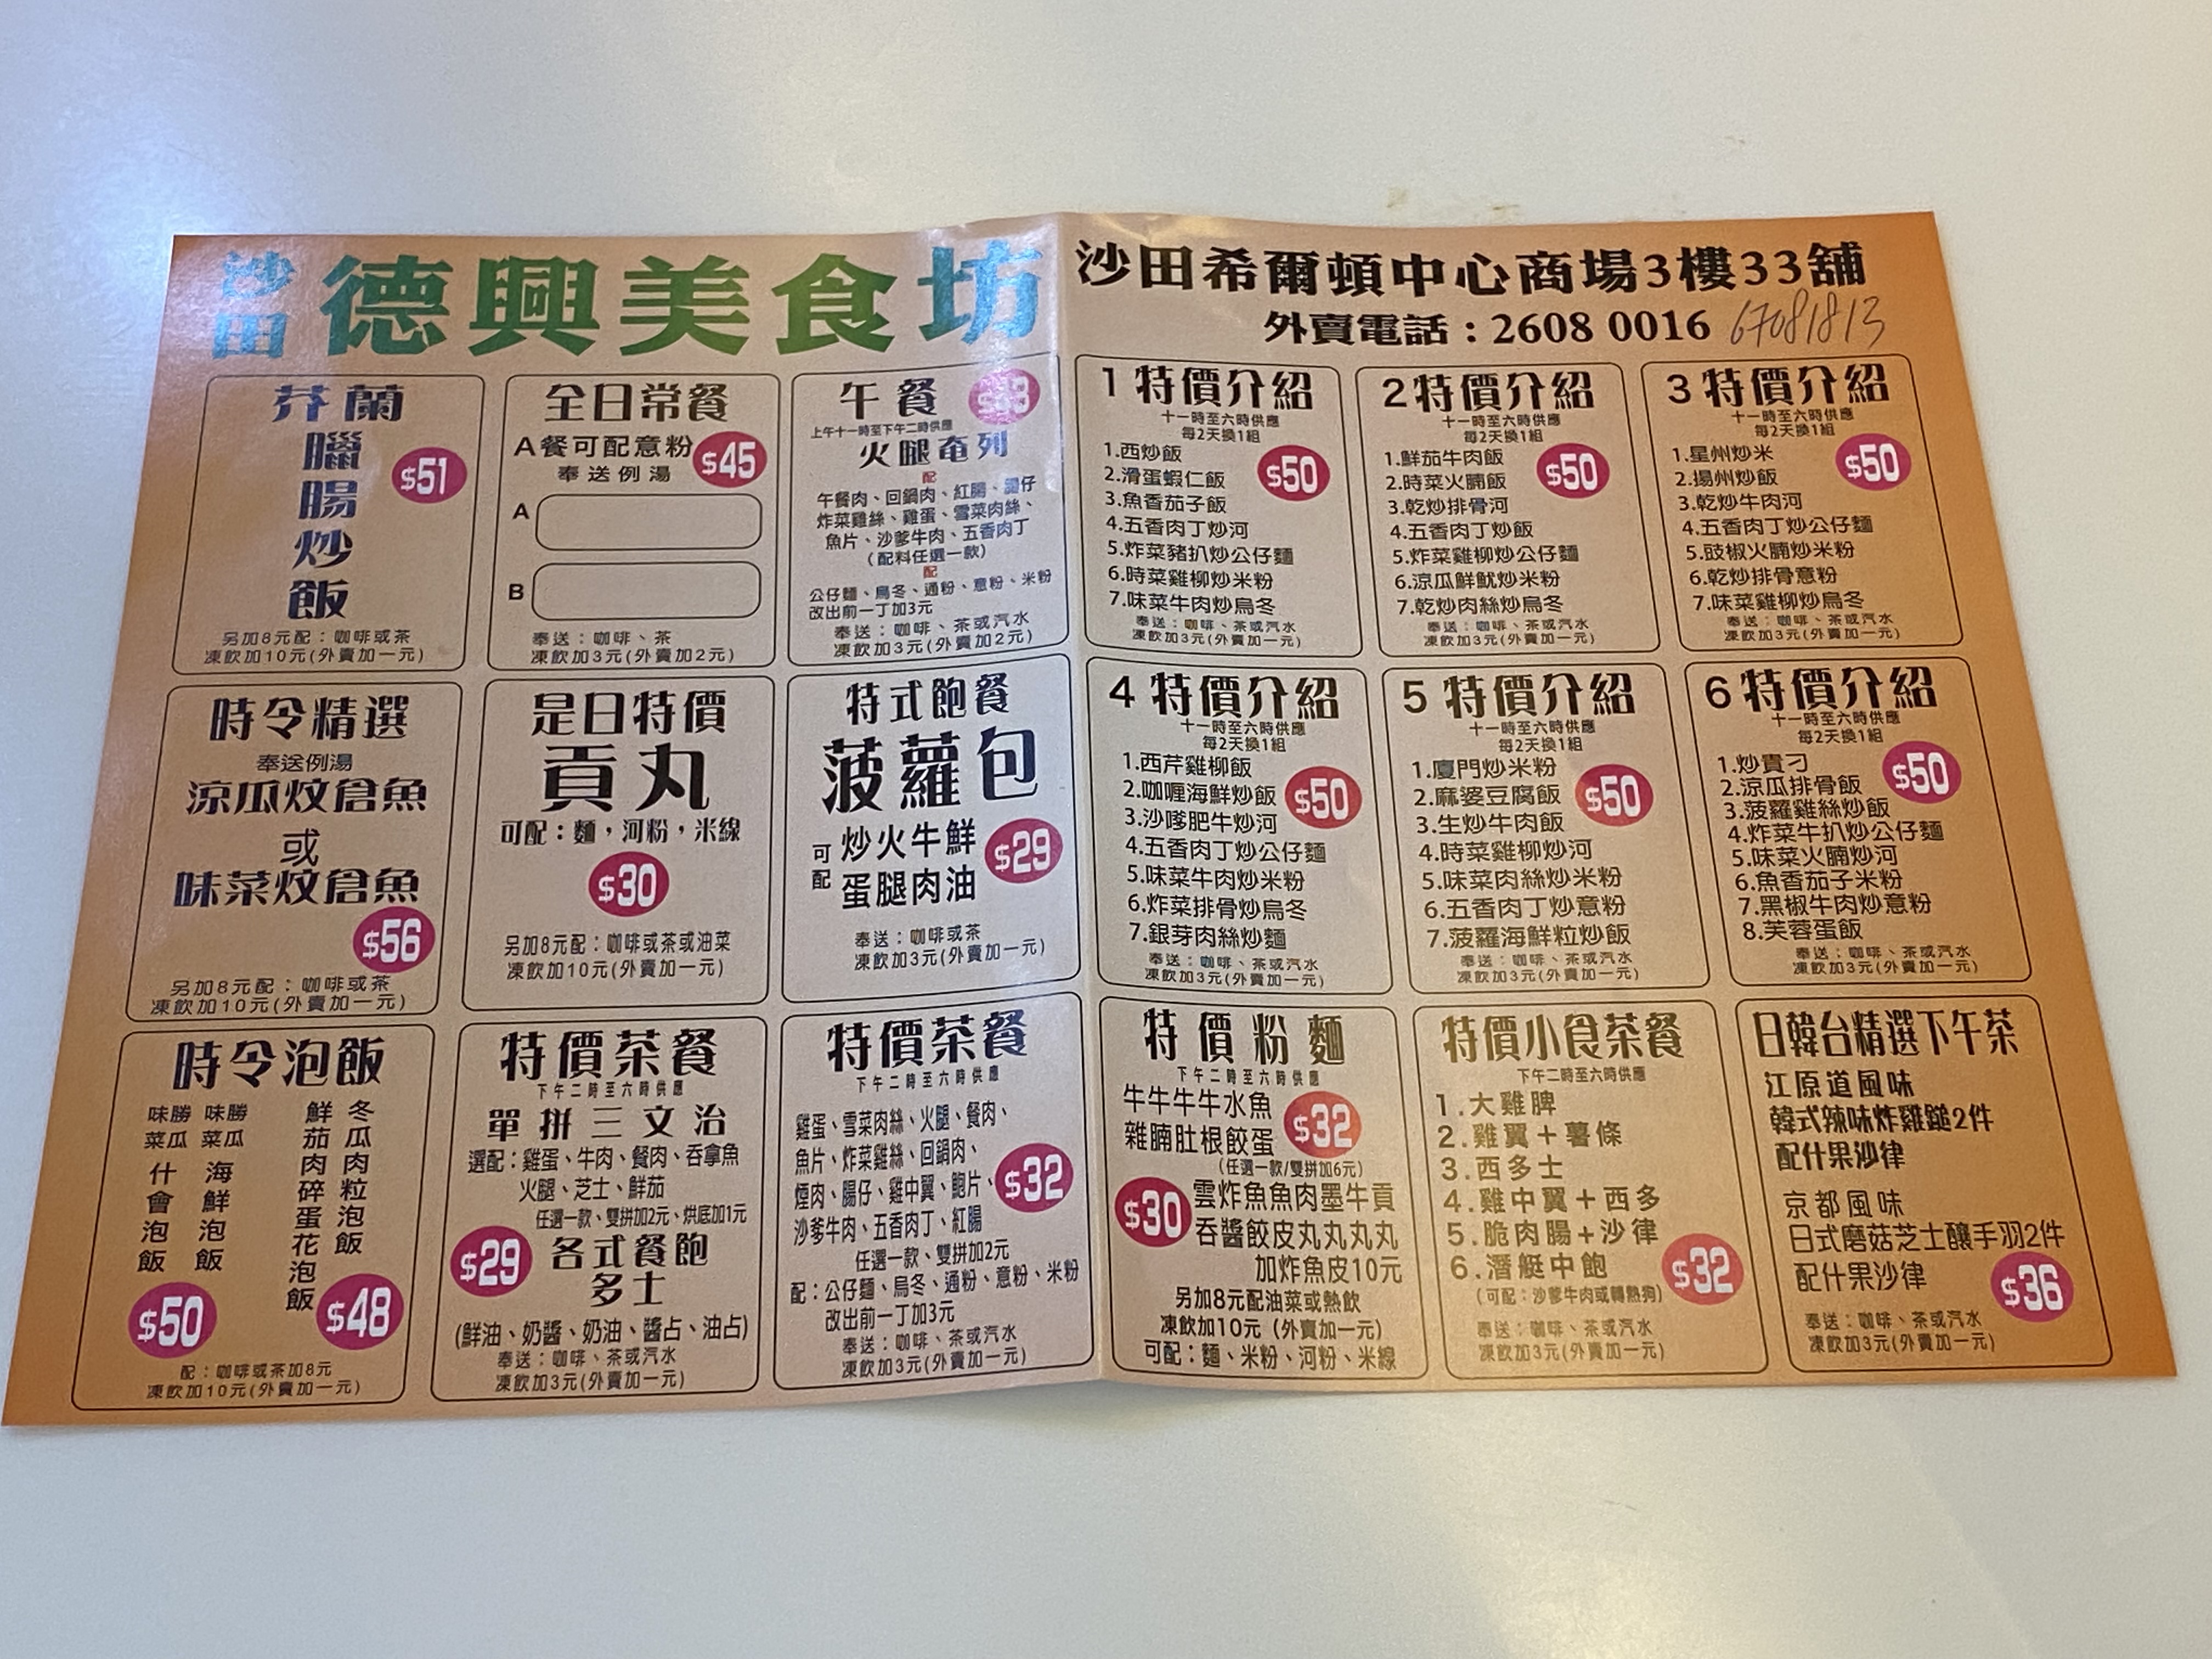 沙田 德興美食坊
沙田希爾頓中心商場3樓33舖
外賣電話：2608 0016 67081813
芥蘭
臘
腸
炒
飯
$51
另加8元配：咖啡或茶
凍飲加10元(外賣加一元)
全日常餐
A餐可配意粉
奉送例湯
$45
A
B
奉送：咖啡、茶
凍飲加3元(外賣加2元)
午餐
上午十一時至下午二時供應
火腿奄列
配
午餐肉、回鍋肉、紅腸、腸仔
炸菜雞絲、雞蛋、雪菜肉絲、
魚片、沙爹牛肉、五香肉丁
(配料任選一款)
配
公仔麵、烏冬、通粉、意粉、米粉
改出前一丁加3元
奉送：咖啡、茶或汽水
凍飲加3元(外賣加2元)
1特價介紹
十一時至六時供應
每2天換1組
1.西炒飯
2.滑蛋蝦仁飯
3.魚香茄子飯
4.五香肉丁炒河
5.炸菜豬扒炒公仔麵
6.時菜雞柳炒米粉
7.味菜牛肉炒烏冬
$50
奉送：咖啡、茶或汽水
凍飲加3元(外賣加一元)
2特價介紹
十一時至六時供應
每2天換1組
1.鮮茄牛肉飯
2.時菜火腩飯
3.乾炒排骨河
4.五香肉丁炒飯
5.炸菜雞柳炒公仔麵
6.涼瓜鮮魷炒米粉
7.乾炒肉絲炒烏冬
$50
奉送：咖啡、茶或汽水
凍飲加3元(外賣加一元)
3特價介紹
十一時至六時供應
每2天換1組
1.星州炒米
2.揚州炒飯
3.乾炒牛肉河
4.五香肉丁炒公仔麵
5.豉椒火腩炒米粉
6.乾炒排骨意粉
7.味菜雞柳炒烏冬
$50
奉送：咖啡、茶或汽水
凍飲加3元(外賣加一元)
時令精選
奉送例湯
涼瓜炆倉魚
或
味菜炆倉魚
$56
另加8元配：咖啡或茶
凍飲加10元(外賣加一元)
是日特價
貢丸
可配：麵，河粉，米線
$30
另加8元配：咖啡或茶或油菜
凍飲加10元(外賣加一元)
特式飽餐
菠蘿包
可配
炒火牛鮮
蛋腿肉油
$29
奉送：咖啡或茶
凍飲加3元(外賣加一元)
4特價介紹
十一時至六時供應
每2天換1組
1.西芹雞柳飯
2.咖喱海鮮炒飯
3.沙嗲肥牛炒河
4.五香肉丁炒公仔麵
5.味菜牛肉炒米粉
6.炸菜排骨炒烏冬
7.銀芽肉絲炒麵
$50
奉送：咖啡、茶或汽水
凍飲加3元(外賣加一元)
5特價介紹
十一時至六時供應
每2天換1組
1.廈門炒米粉
2.麻婆豆腐飯
3.生炒牛肉飯
4.時菜雞柳炒河
5.味菜肉絲炒米粉
6.五香肉丁炒意粉
7.菠蘿海鮮粒炒飯
$50
奉送：咖啡、茶或汽水
凍飲加3元(外賣加一元)
6特價介紹
十一時至六時供應
每2天換1組
1.炒貴刁
2.涼瓜排骨飯
3.菠蘿雞絲炒飯
4.炸菜牛扒炒公仔麵
5.味菜火腩炒河
6.魚香茄子米粉
7.黑椒牛肉炒意粉
8.芙蓉蛋飯
$50
奉送：咖啡、茶或汽水
凍飲加3元(外賣加一元)
時令泡飯
味菜勝瓜什會泡飯
味菜勝瓜海鮮泡飯
$50
鮮茄肉碎蛋花泡飯
冬瓜肉粒泡飯
$48
配：咖啡或茶加8元
凍飲加10元(外賣加一元)
特價茶餐
下午二時至六時供應
單拼三文治
選配：雞蛋、牛肉、餐肉、吞拿魚
火腿、芝士、鮮茄
任選一款、雙拼加2元、烘底加1元
$29
各式餐飽
多士
(鮮油、奶醬、奶油、醬占、油占)
奉送：咖啡、茶或汽水
凍飲加3元(外賣加一元)
特價茶餐
下午二時至六時供應
雞蛋、雪菜肉絲、火腿、餐肉、
魚片、炸菜雞絲、回鍋肉、
煙肉、腸仔、雞中翼、鮑片、
沙爹牛肉、五香肉丁、紅腸
$32
任選一款、雙拼加2元
配：公仔麵、烏冬、通粉、意粉、米粉
改出前一丁加3元
奉送：咖啡、茶或汽水
凍飲加3元(外賣加一元)
特價粉麵
下午二時至六時供應
牛牛牛牛水魚
雜腩肚根餃蛋
$32
(任選一款/雙拼加6元)
$30
雲炸魚魚肉墨牛貢
吞醬餃皮丸丸丸丸
加炸魚皮10元
另加8元配油菜或熱飲
凍飲加10元 (外賣加一元)
可配：麵、米粉、河粉、米線
特價小食茶餐
下午二時至六時供應
1.大雞脾
2.雞翼+薯條
3.西多士
4.雞中翼+西多
5.脆肉腸+沙律
6.潛艇中飽
(可配：沙爹牛肉或轉熱狗)
$32
奉送：咖啡、茶或汽水
凍飲加3元(外賣加一元)
日韓台精選下午茶
江原道風味
韓式辣味炸雞鎚2件
配什果沙律
京都風味
日式磨菇芝士釀手羽2件
配什果沙律
$36
奉送：咖啡、茶或汽水
凍飲加3元(外賣加一元)